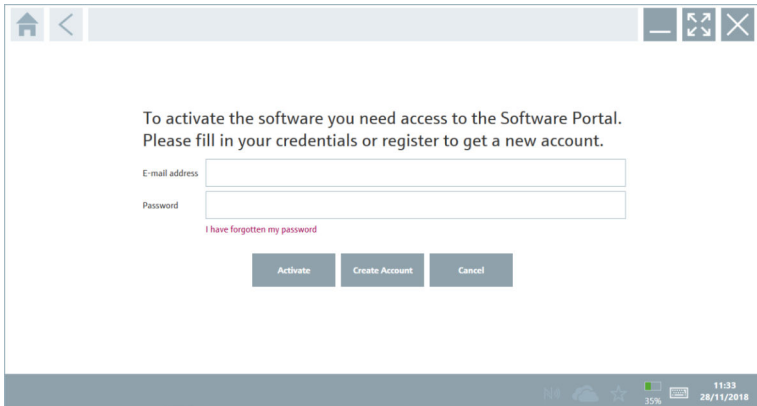 To activate the software you need access to the Software Portal.
Please fill in your credentials or register to get a new account.
E-mail address
Password
I have forgotten my password
Activate
Create Account
Cancel
35%
11:33
28/11/2018